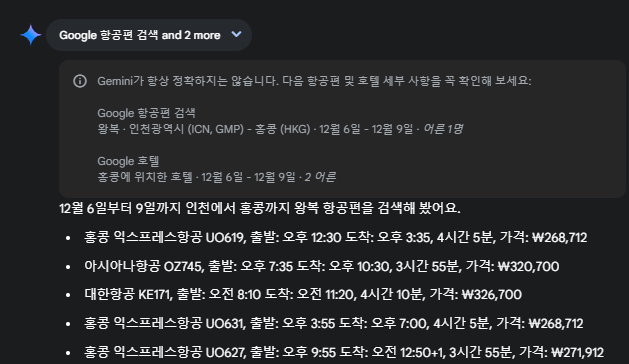 Google 항공편 검색 and 2 more
Gemini가 항상 정확하지는 않습니다. 다음 항공편 및 호텔 세부 사항을 꼭 확인해 보세요:
Google 항공편 검색
왕복 · 인천광역시 (ICN, GMP) – 홍콩 (HKG) · 12월 6일 - 12월 9일 · 어른 1명
Google 호텔
홍콩에 위치한 호텔 · 12월 6일 - 12월 9일 · 2 어른
12월 6일부터 9일까지 인천에서 홍콩까지 왕복 항공편을 검색해 봤어요.
• 홍콩 익스프레스항공 UO619, 출발: 오후 12:30 도착: 오후 3:35, 4시간 5분, 가격: ₩268,712
• 아시아나항공 OZ745, 출발: 오후 7:35 도착: 오후 10:30, 3시간 55분, 가격: ₩320,700
• 대한항공 KE171, 출발: 오전 8:10 도착: 오전 11:20, 4시간 10분, 가격: ₩326,700
• 홍콩 익스프레스항공 UO631, 출발: 오후 3:55 도착: 오후 7:00, 4시간 5분, 가격: ₩268,712
• 홍콩 익스프레스항공 UO627, 출발: 오후 9:55 도착: 오전 12:50+1, 3시간 55분, 가격: ₩271,912